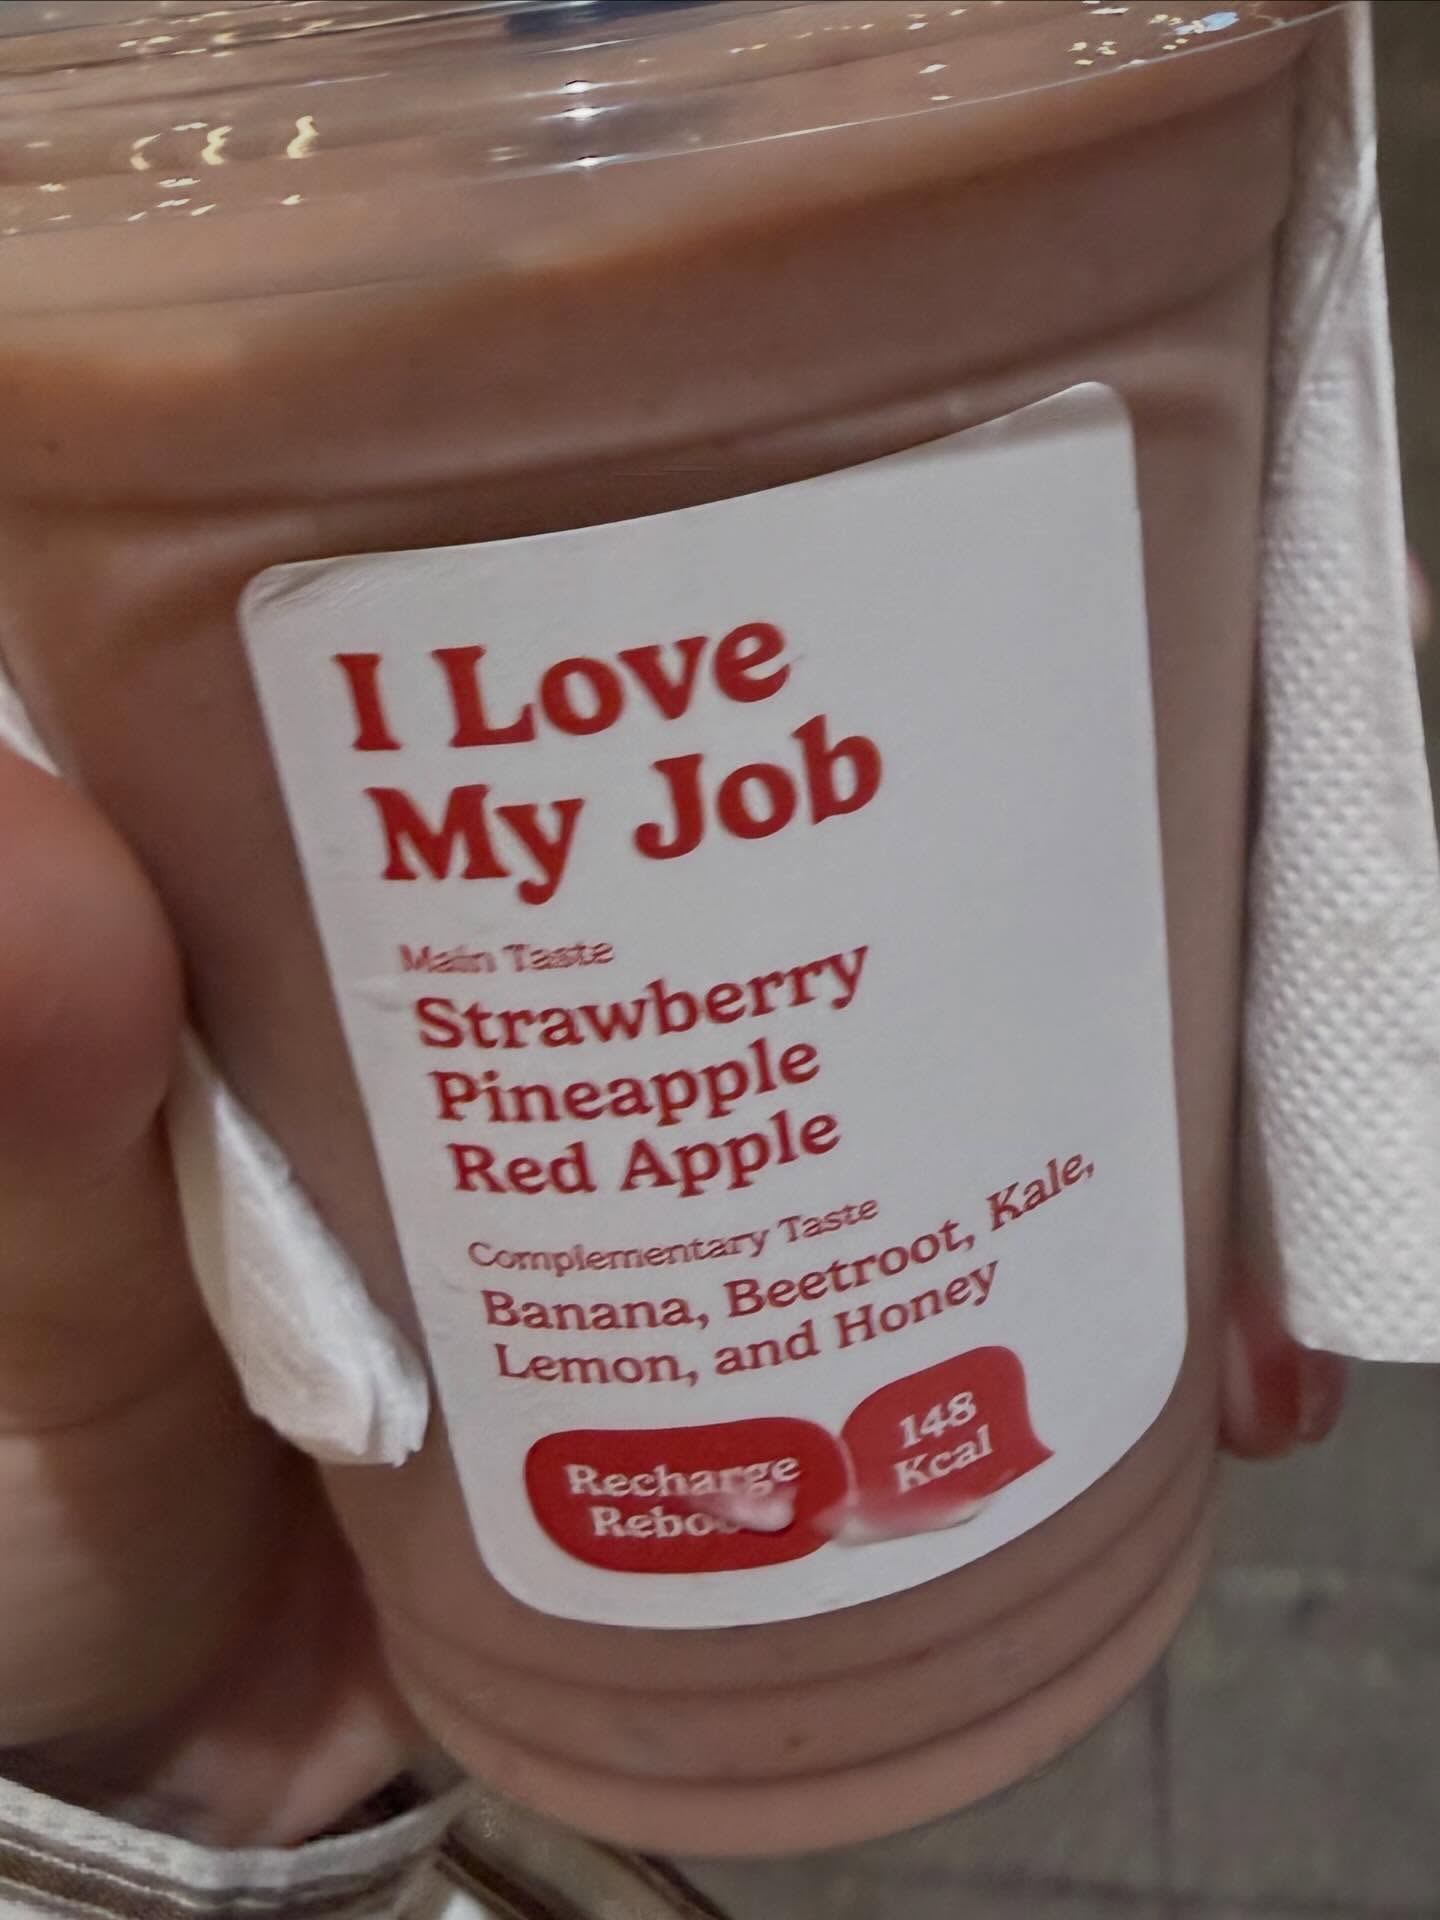 I Love
My Job
Main Taste
Strawberry
Pineapple
Red Apple
Complementary Taste
Banana, Beetroot, Kale,
Lemon, and Honey
Recharge
148
Kcal